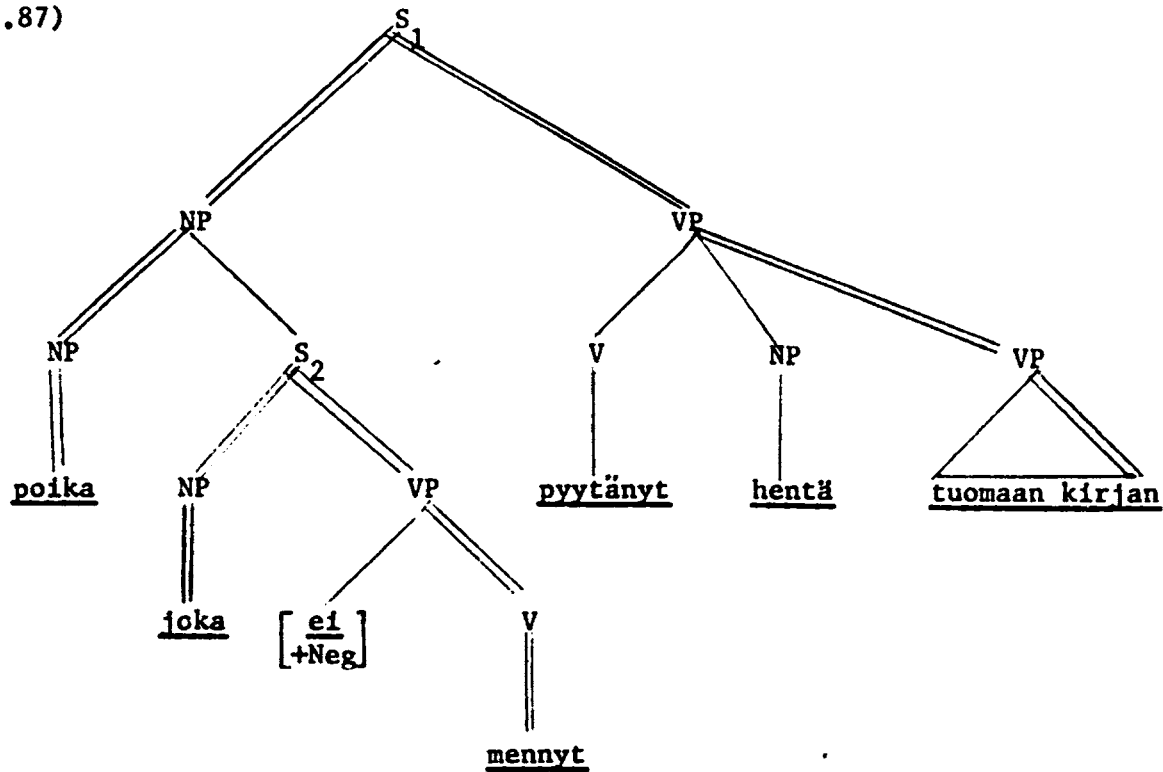 .87)
S1
NP VP
NP S2 V NP VP
poika NP VP pyytänyt hentä tuomaan kirjan
joka [ei V
+Neg]
mennyt